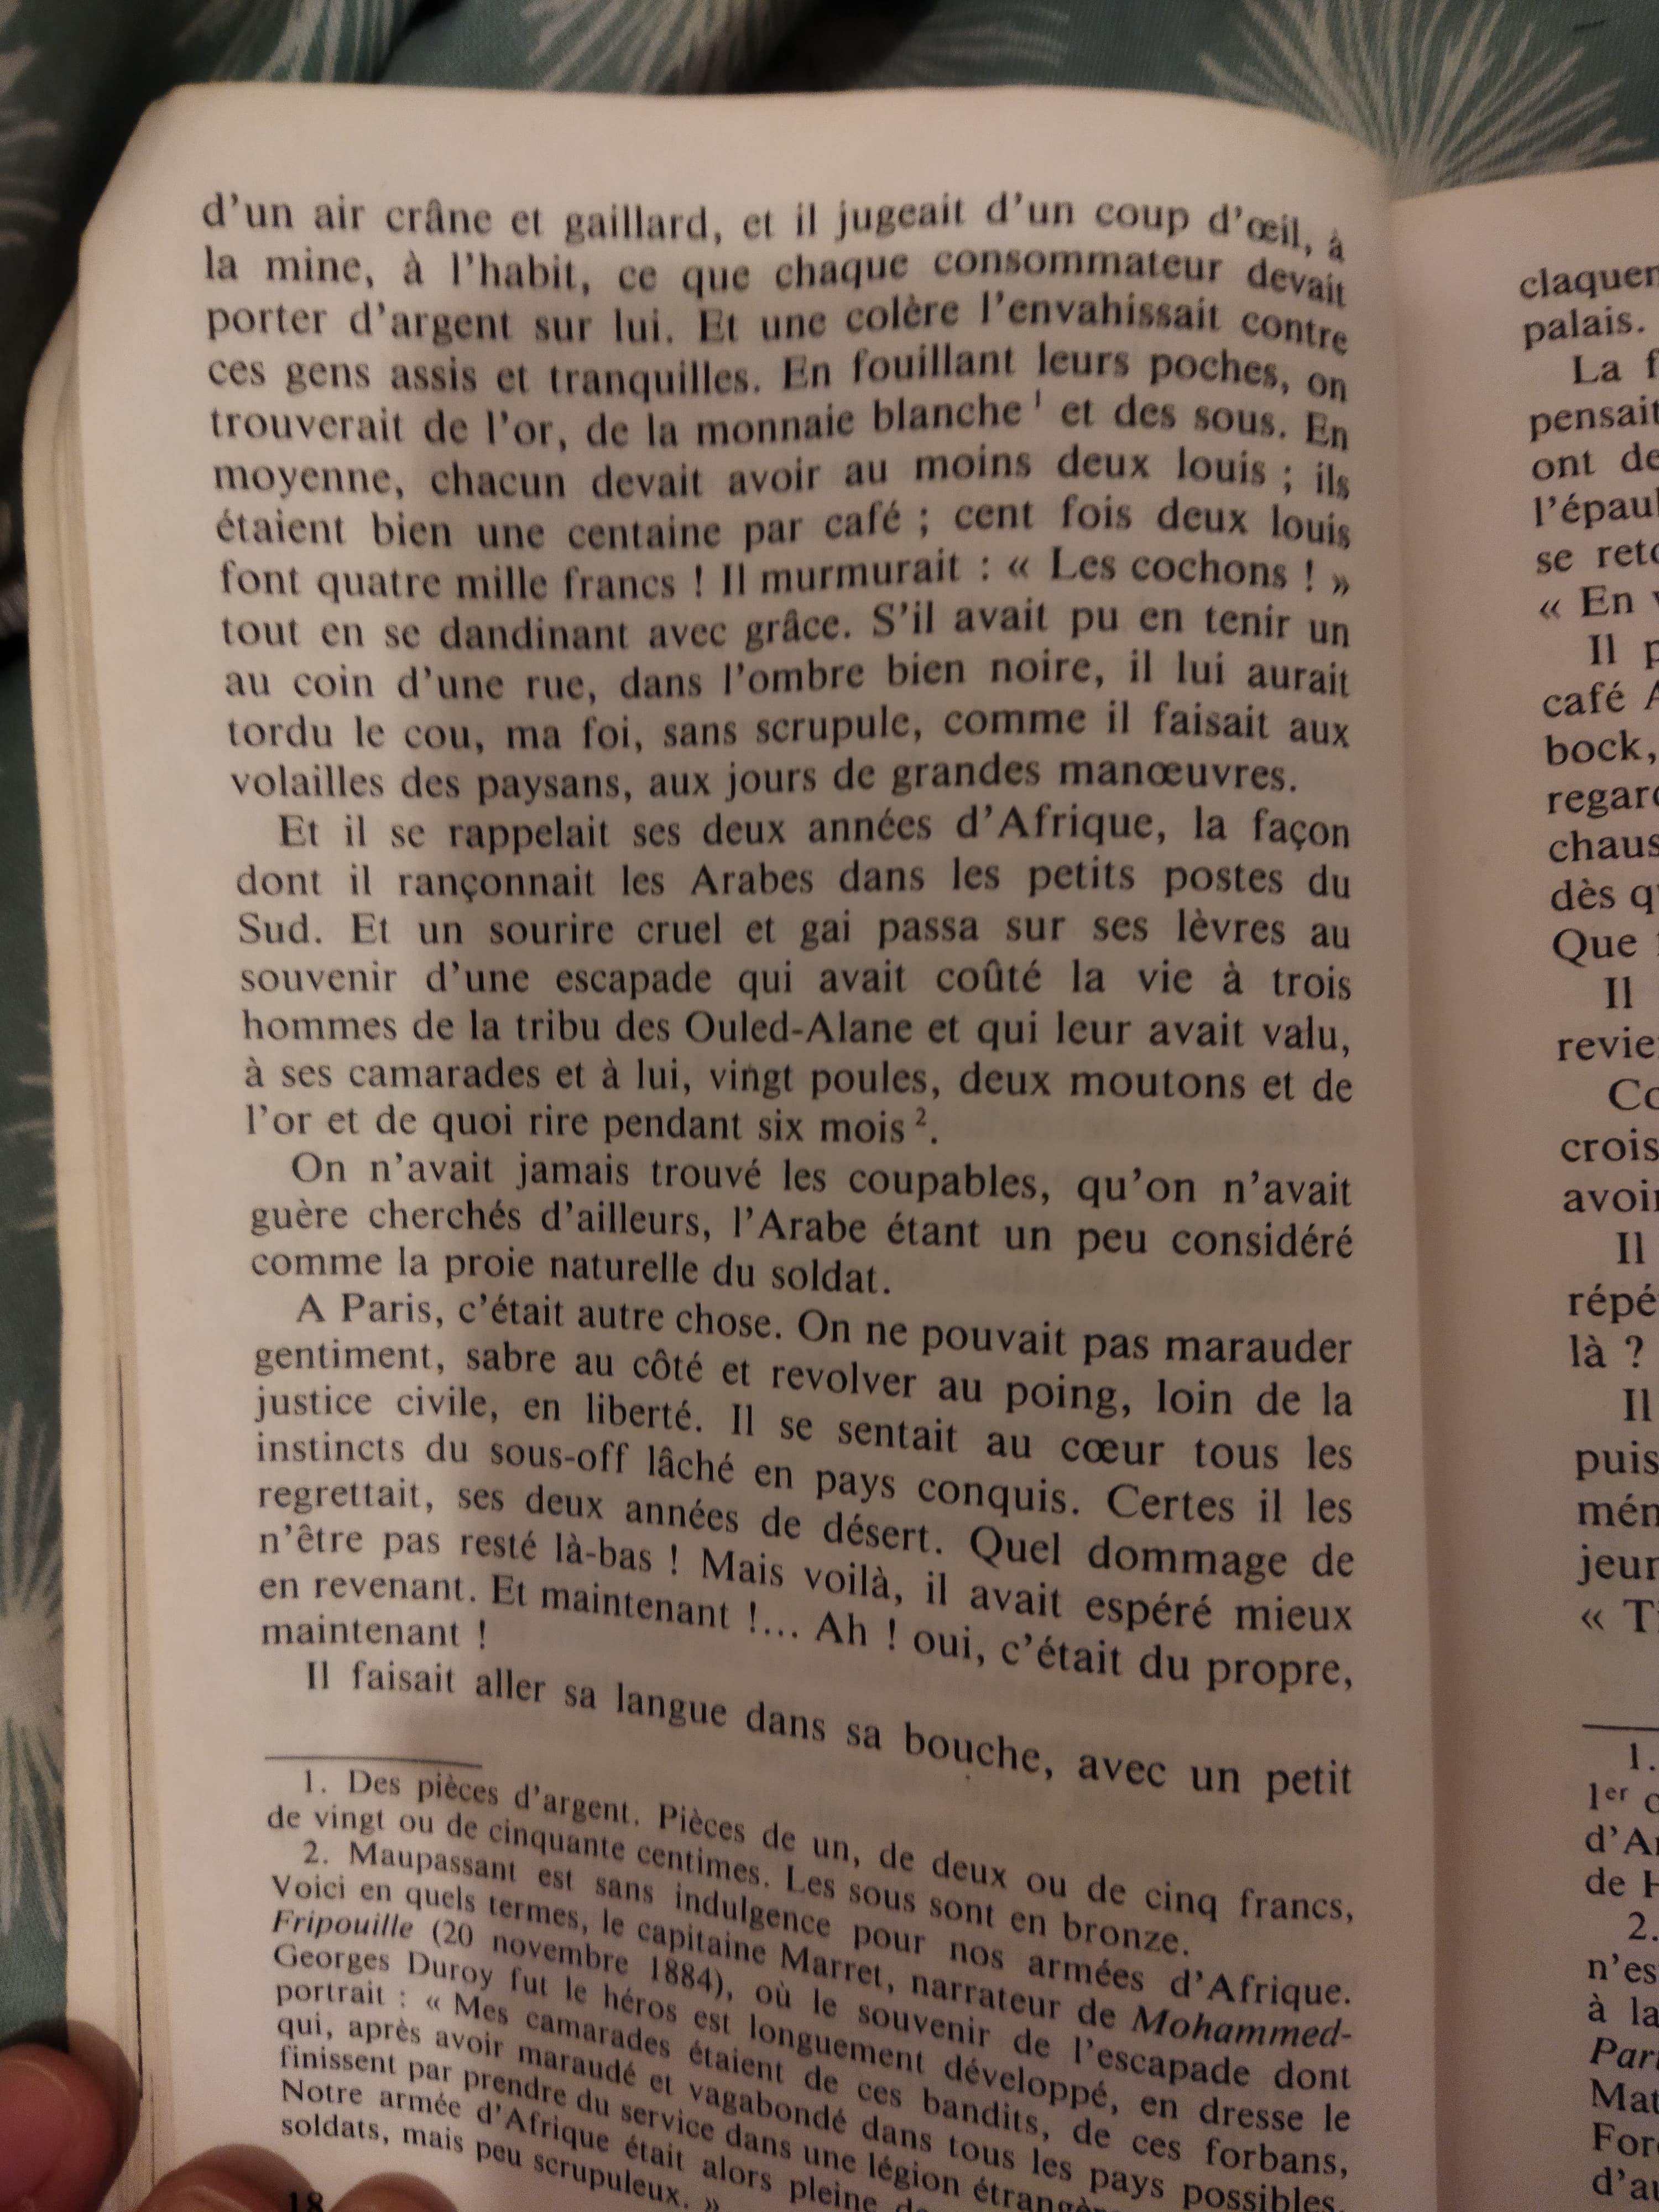 d'un air crâne et gaillard, et il jugeait d'un coup d'œil, à
la mine, à l'habit, ce que chaque consommateur devait
porter d'argent sur lui. Et une colère l'envahissait contre
ces gens assis et tranquilles. En fouillant leurs poches, on
trouverait de l'or, de la monnaie blanche¹ et des sous. En
moyenne, chacun devait avoir au moins deux louis ; ils
étaient bien une centaine par café ; cent fois deux louis
font quatre mille francs ! Il murmurait : « Les cochons ! »
tout en se dandinant avec grâce. S'il avait pu en tenir un
au coin d'une rue, dans l'ombre bien noire, il lui aurait
tordu le cou, ma foi, sans scrupule, comme il faisait aux
volailles des paysans, aux jours de grandes manœuvres.
Et il se rappelait ses deux années d'Afrique, la façon
dont il rançonnait les Arabes dans les petits postes du
Sud. Et un sourire cruel et gai passa sur ses lèvres au
souvenir d'une escapade qui avait coûté la vie à trois
hommes de la tribu des Ouled-Alane et qui leur avait valu,
à ses camarades et à lui, vingt poules, deux moutons et de
l'or et de quoi rire pendant six mois².
On n'avait jamais trouvé les coupables, qu'on n'avait
guère cherchés d'ailleurs, l'Arabe étant un peu considéré
comme la proie naturelle du soldat.
A Paris, c'était autre chose. On ne pouvait pas marauder
gentiment, sabre au côté et revolver au poing, loin de la
justice civile, en liberté. Il se sentait au cœur tous les
instincts du sous-off lâché en pays conquis. Certes il les
regrettait, ses deux années de désert. Quel dommage de
n'être pas resté là-bas ! Mais voilà, il avait espéré mieux
en revenant. Et maintenant !... Ah ! oui, c'était du propre,
maintenant !
Il faisait aller sa langue dans sa bouche, avec un petit
1. Des pièces d'argent. Pièces de un, de deux ou de cinq francs,
de vingt ou de cinquante centimes. Les sous sont en bronze.
2. Maupassant est sans indulgence pour nos armées d'Afrique.
Voici en quels termes, le capitaine Marret, narrateur de Mohammed-
Fripouille (20 novembre 1884), où le souvenir de l'escapade dont
Georges Duroy fut le héros est longuement développé, en dresse le
portrait : « Mes camarades étaient de ces bandits, de ces forbans,
qui, après avoir maraudé et vagabondé dans tous les pays possibles,
finissent par prendre du service dans une légion étrangère
Notre armée d'Afrique était alors pleine de
soldats, mais peu scrupuleux. »
18
claquem
palais.
La f
pensait
ont de
l'épaul
se reto
« En v
Il p
café A
bock,
regard
chaus
dès q
Que
Il
revie
Co
crois
avoir
Il
répé
là ?
Il
puis
mén
jeun
« T
1.
1er
d'A
de H
2.
n'es
à la
Pari
Mau
For
d'au